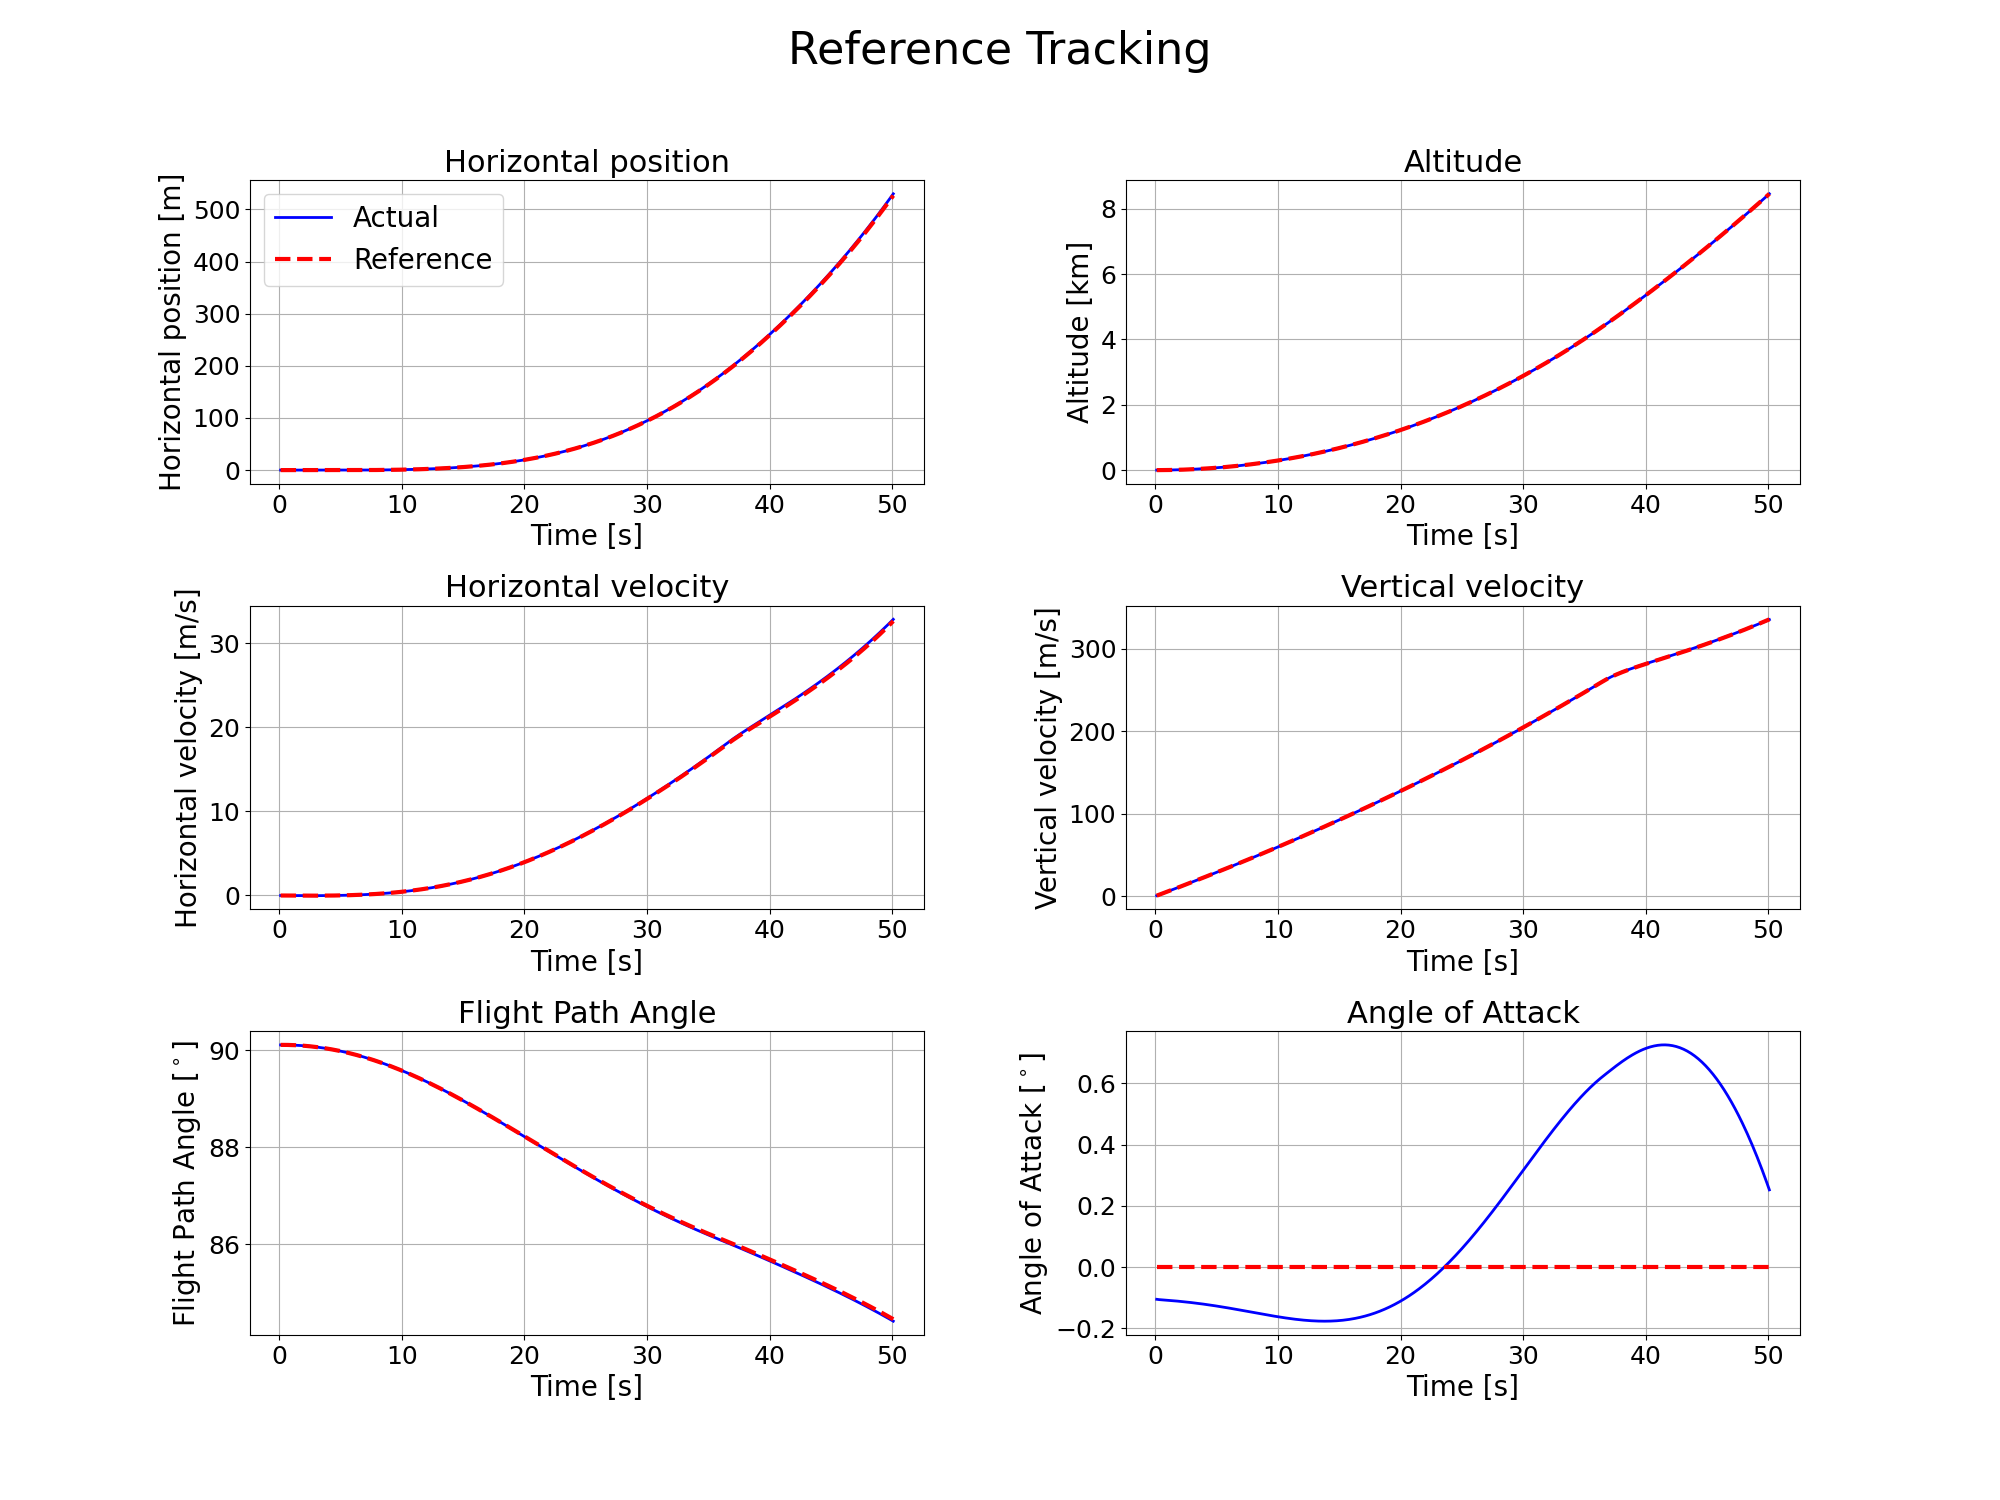 Reference Tracking
Horizontal position
Horizontal position [m]
500
400
300
200
100
0
Actual
Reference
0 10 20 30 40 50
Time [s]
Altitude
Altitude [km]
8
6
4
2
0
0 10 20 30 40 50
Time [s]
Horizontal velocity
Horizontal velocity [m/s]
30
20
10
0
0 10 20 30 40 50
Time [s]
Vertical velocity
Vertical velocity [m/s]
300
200
100
0
0 10 20 30 40 50
Time [s]
Flight Path Angle
Flight Path Angle [°]
90
88
86
0 10 20 30 40 50
Time [s]
Angle of Attack
Angle of Attack [°]
0.6
0.4
0.2
0.0
−0.2
0 10 20 30 40 50
Time [s]